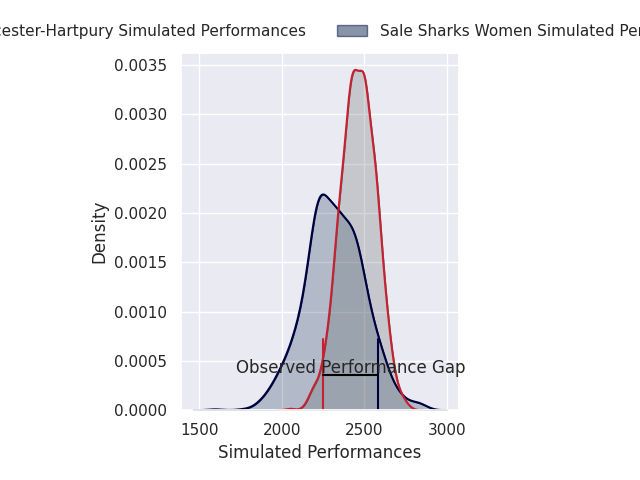 cester-Hartpury Simulated Performances Sale Sharks Women Simulated Per
0.0035
0.0030
0.0025
0.0020
0.0015
0.0010
0.0005
0.0000
Density
Observed Performance Gap
1500 2000 2500 3000
Simulated Performances